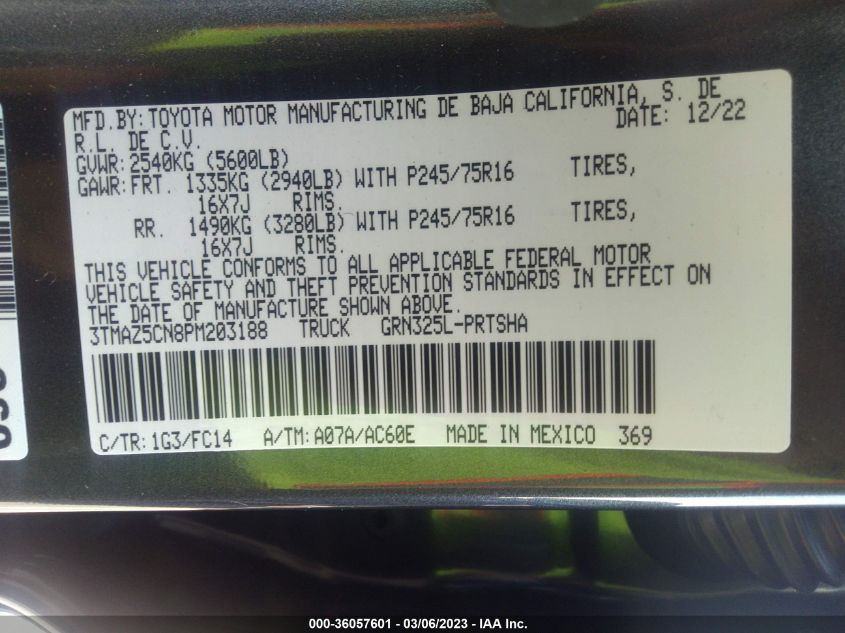 MFD.BY: TOYOTA MOTOR MANUFACTURING DE BAJA CALIFORNIA, S. DE
R.L. DE C.V. DATE: 12/22
GVWR: 2540KG (5600LB)
GAWR: FRT. 1335KG (2940LB) WITH P245/75R16 TIRES,
16X7J RIMS.
RR. 1490KG (3280LB) WITH P245/75R16 TIRES,
16X7J RIMS.
THIS VEHICLE CONFORMS TO ALL APPLICABLE FEDERAL MOTOR
VEHICLE SAFETY AND THEFT PREVENTION STANDARDS IN EFFECT ON
THE DATE OF MANUFACTURE SHOWN ABOVE.
3TMAZ5CN8PM203188 TRUCK GRN325L-PRTSHA
C/TR: 1G3/FC14 A/TM: A07A/AC60E MADE IN MEXICO 369
000-36057601 - 03/06/2023 - IAA Inc.